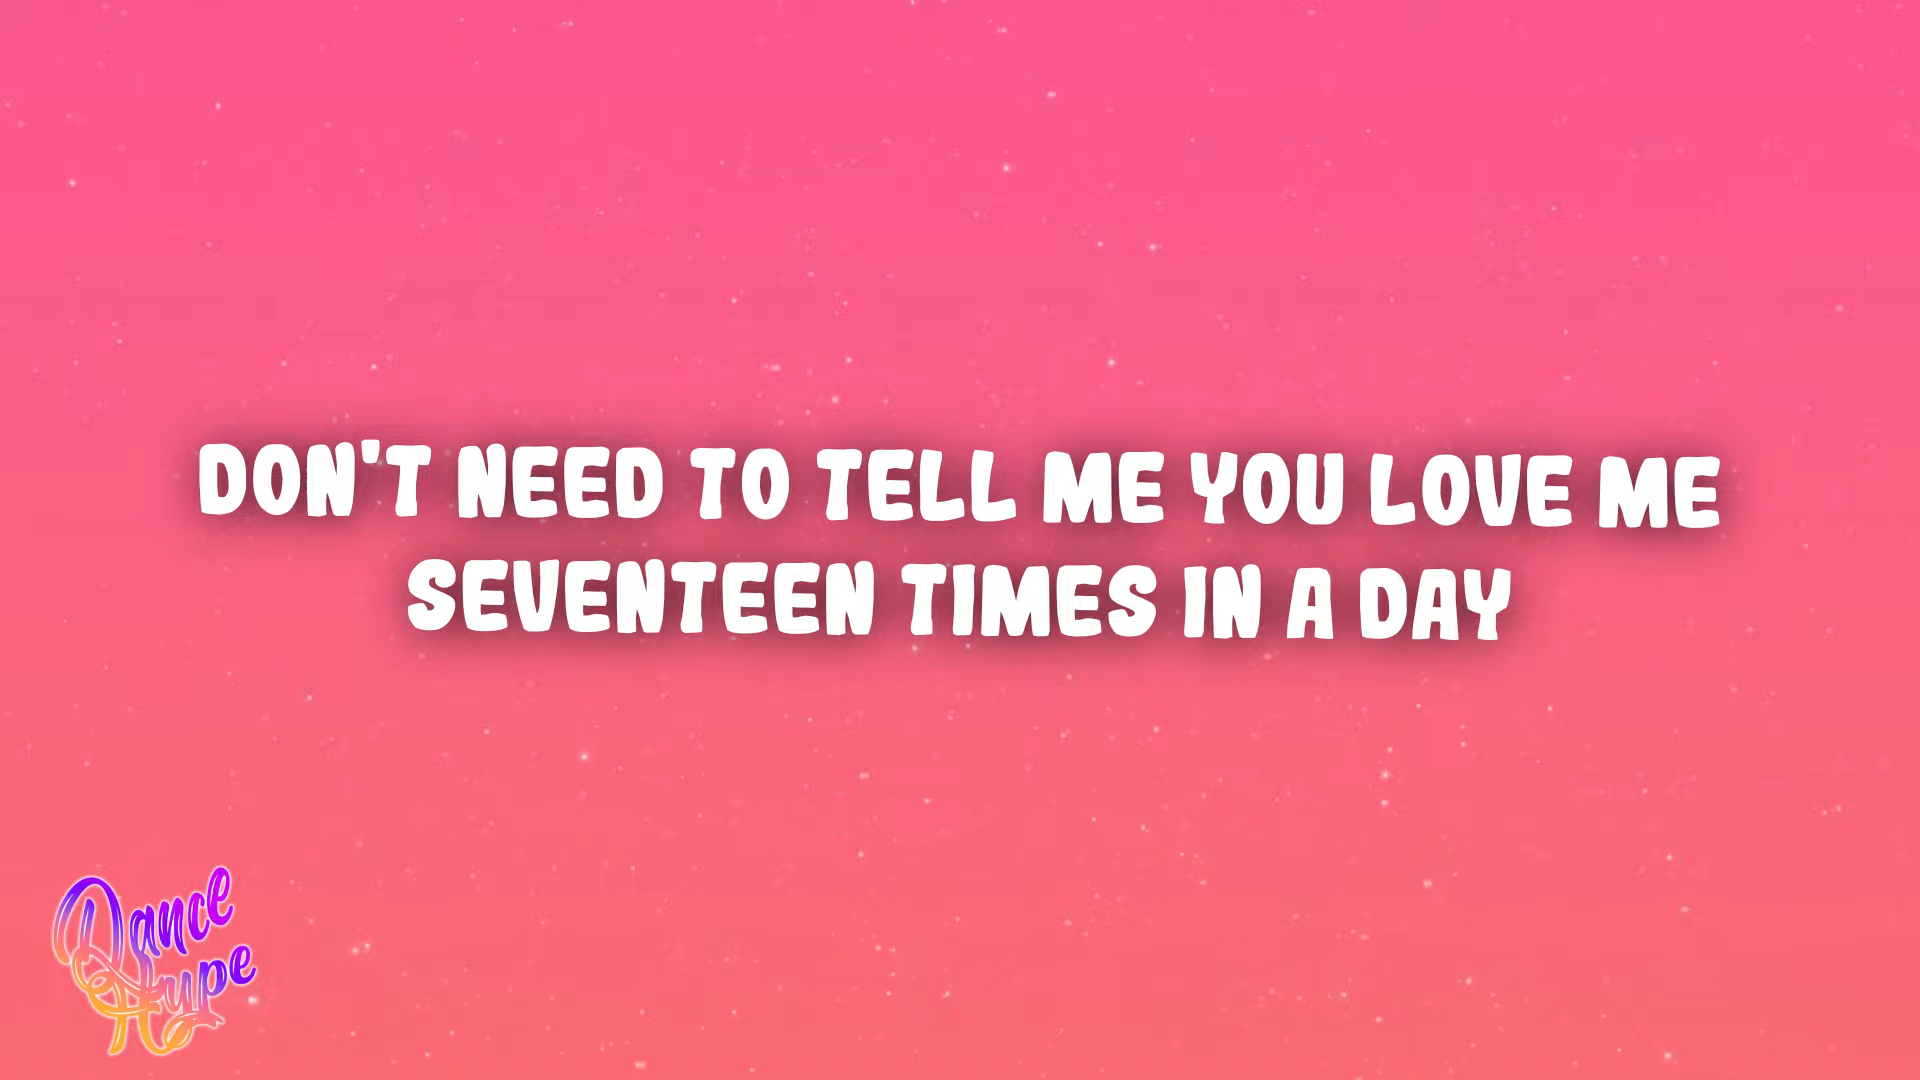 DON'T NEED TO TELL ME YOU LOVE ME
SEVENTEEN TIMES IN A DAY
Dance
Hype